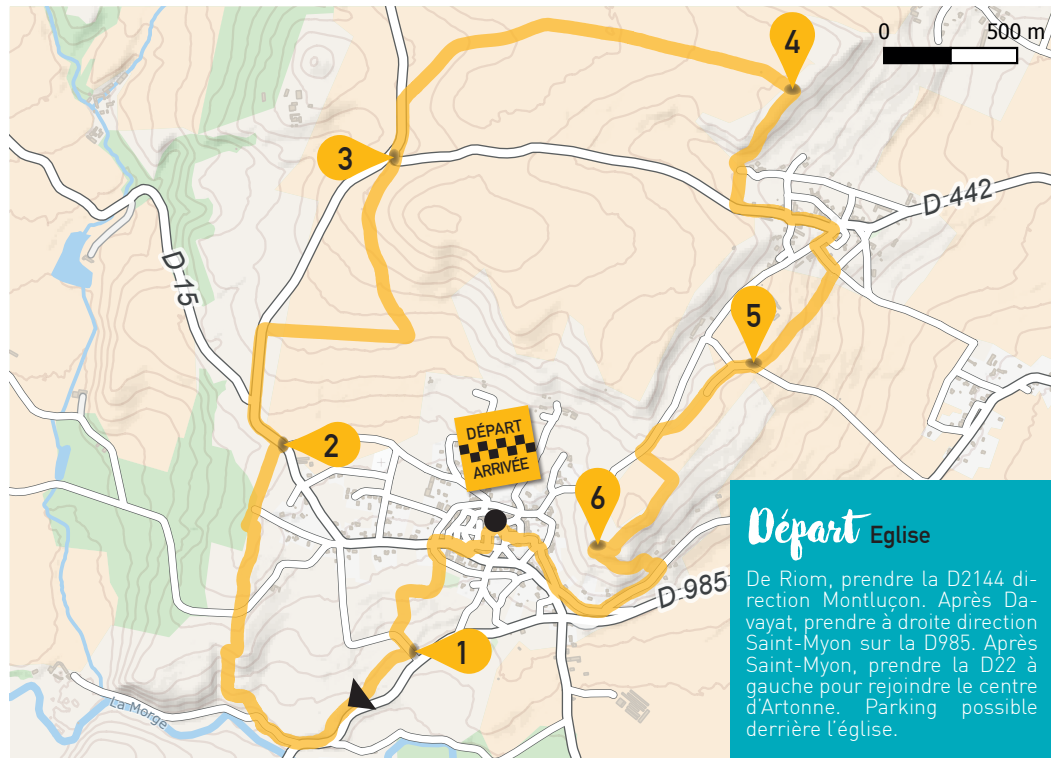 4
0 500 m
3
D 442
D 15
5
DÉPART
ARRIVÉE
2
6
D 985
1
La Morge
Départ Eglise
De Riom, prendre la D2144 di-
rection Montluçon. Après Da-
vayat, prendre à droite direction
Saint-Myon sur la D985. Après
Saint-Myon, prendre la D22 à
gauche pour rejoindre le centre
d'Artonne. Parking possible
derrière l'église.